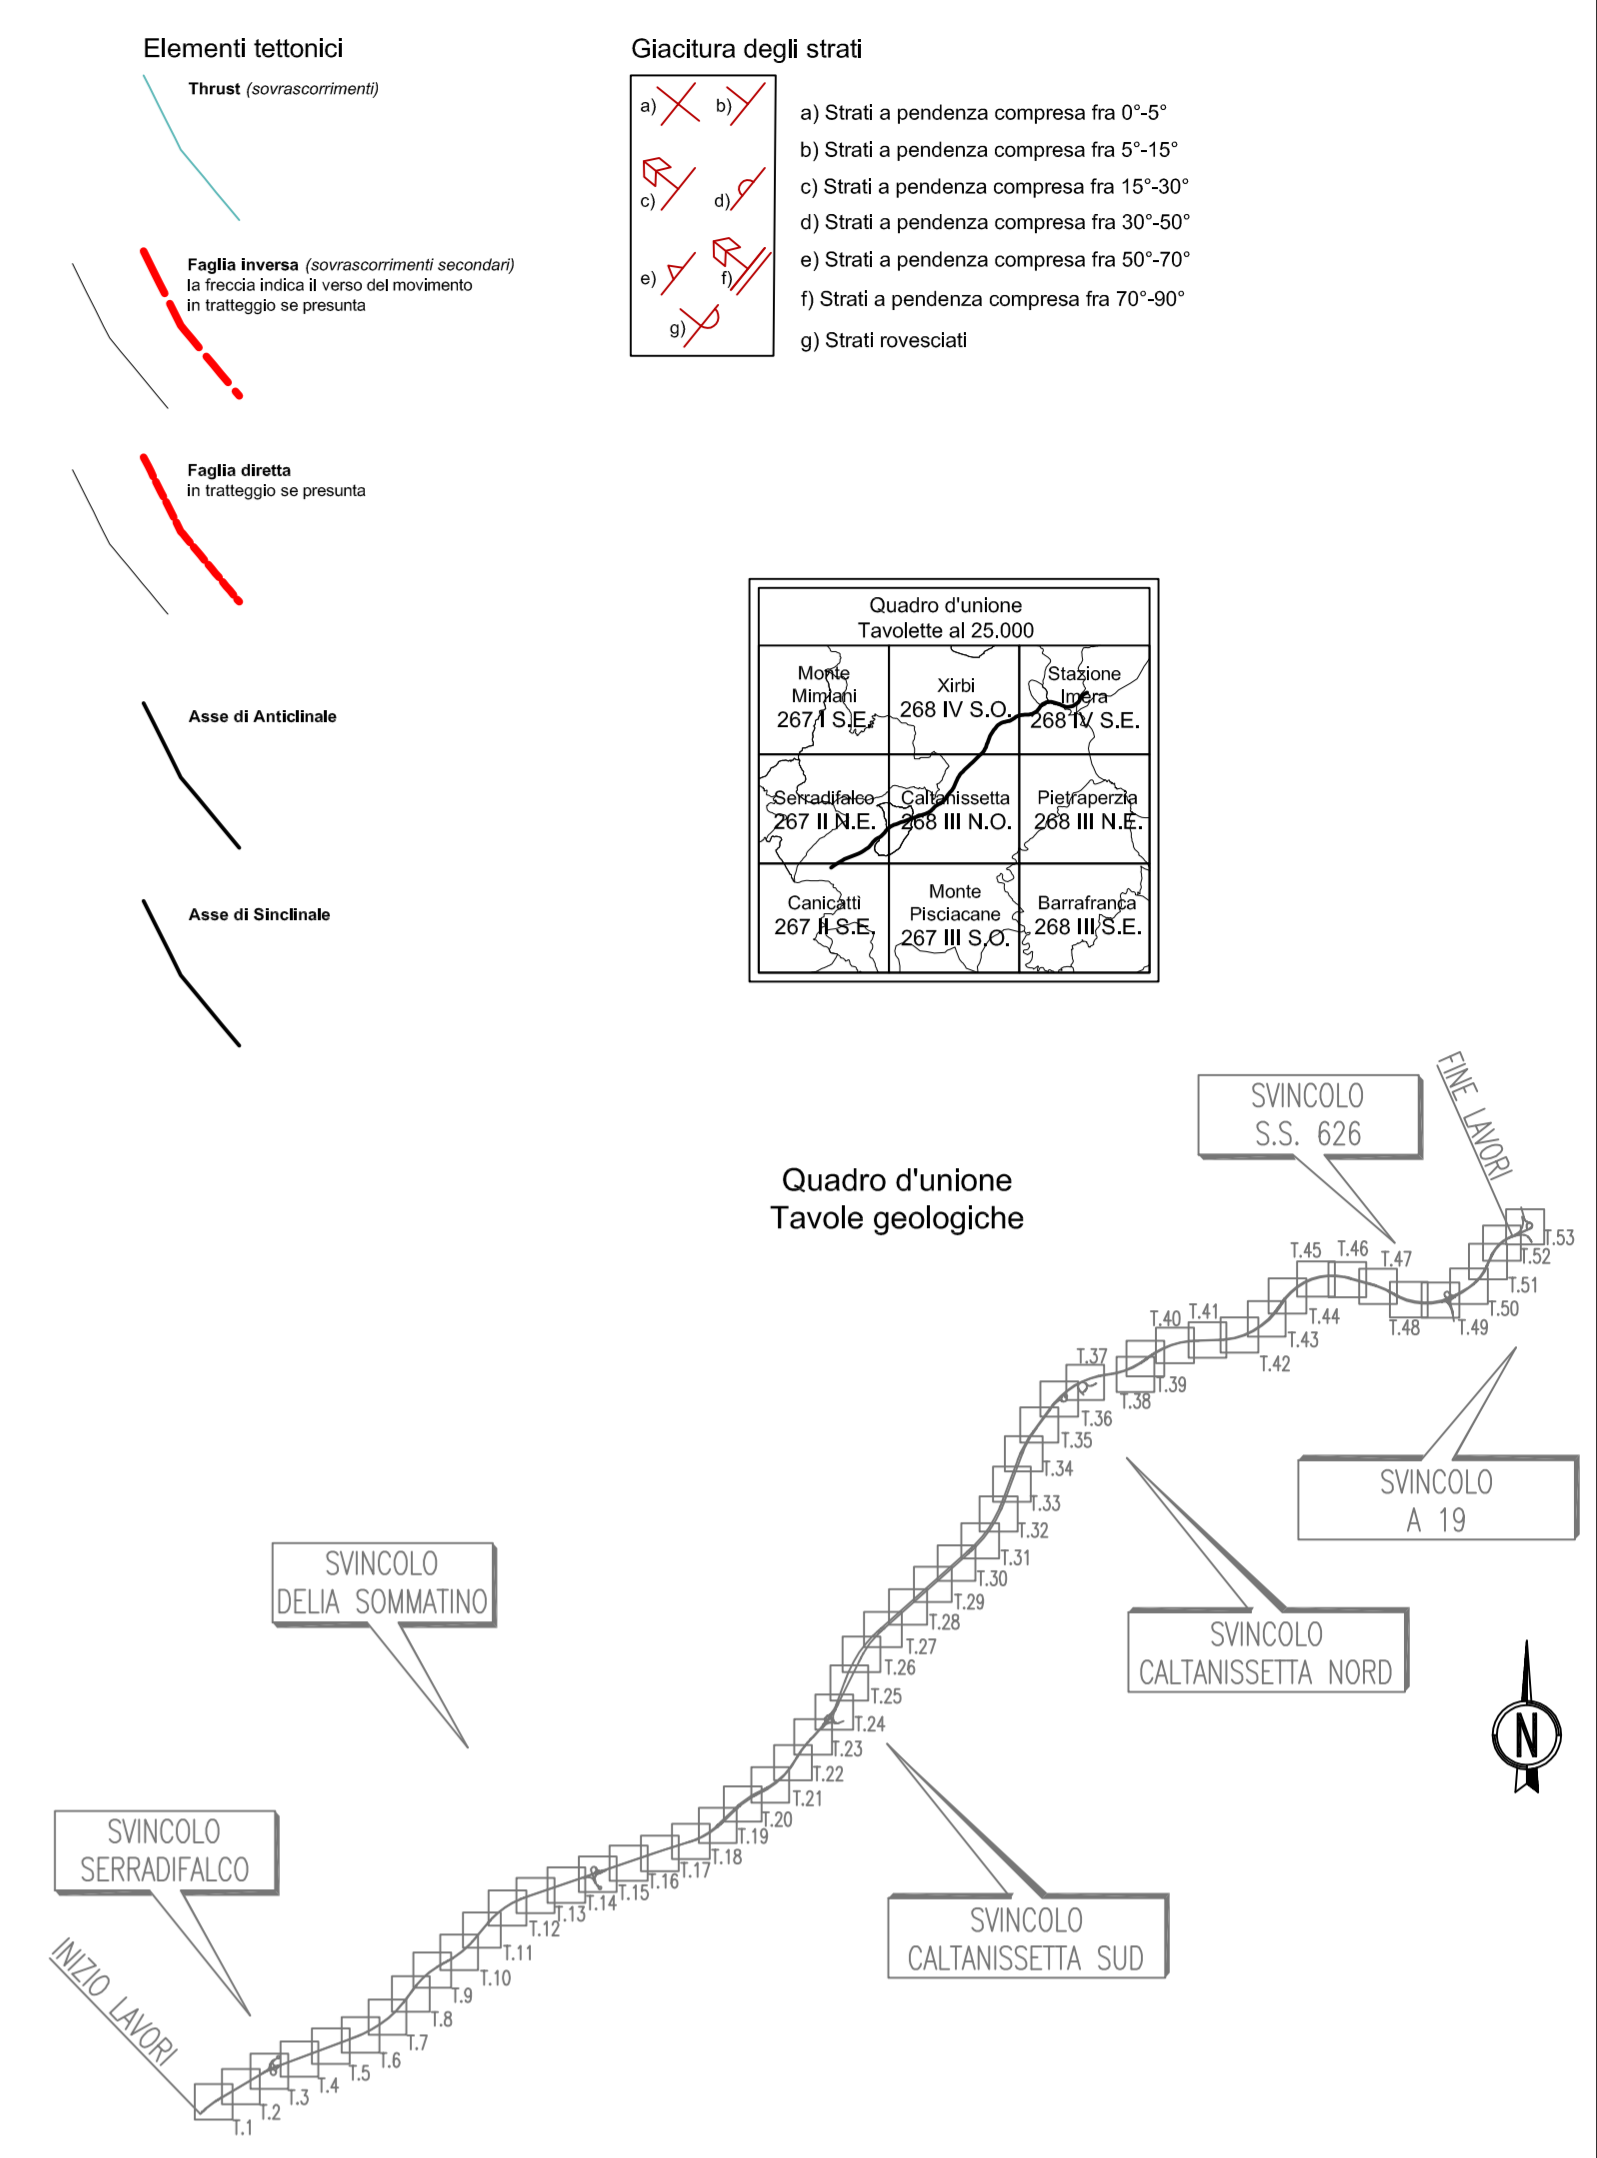 Elementi tettonici
Thrust (sovrascorrimenti)
Faglia inversa (sovrascorrimenti secondari)
la freccia indica il verso del movimento
in tratteggio se presunta
Faglia diretta
in tratteggio se presunta
Asse di Anticlinale
Asse di Sinclinale
Giacitura degli strati
a) b)
c) d)
e) f)
g)
a) Strati a pendenza compresa fra 0°-5°
b) Strati a pendenza compresa fra 5°-15°
c) Strati a pendenza compresa fra 15°-30°
d) Strati a pendenza compresa fra 30°-50°
e) Strati a pendenza compresa fra 50°-70°
f) Strati a pendenza compresa fra 70°-90°
g) Strati rovesciati
Quadro d'unione
Tavolette al 25.000
Monte
Mimiani
267 I S.E.
Xirbi
268 IV S.O.
Stazione
Imera
268 IV S.E.
Serradifalco
267 II N.E.
Caltanissetta
268 III N.O.
Pietraperzia
268 III N.E.
Canicatti
267 II S.E.
Monte
Pisciacane
267 III S.O.
Barrafranca
268 III S.E.
Quadro d'unione
Tavole geologiche
SVINCOLO
S.S. 626
FINE LAVORI
T.53
T.52
T.51
T.50
T.49
T.48
T.47
T.46
T.45
T.44
T.43
T.42
T.41
T.40
T.39
T.38
T.37
T.36
T.35
T.34
T.33
T.32
T.31
T.30
T.29
T.28
T.27
T.26
T.25
T.24
T.23
T.22
T.21
T.20
T.19
T.18
T.17
T.16
T.15
T.14
T.13
T.12
T.11
T.10
T.9
T.8
T.7
T.6
T.5
T.4
T.3
T.2
T.1
SVINCOLO
A 19
SVINCOLO
CALTANISSETTA NORD
SVINCOLO
DELIA SOMMATINO
SVINCOLO
CALTANISSETTA SUD
SVINCOLO
SERRADIFALCO
INIZIO LAVORI
N